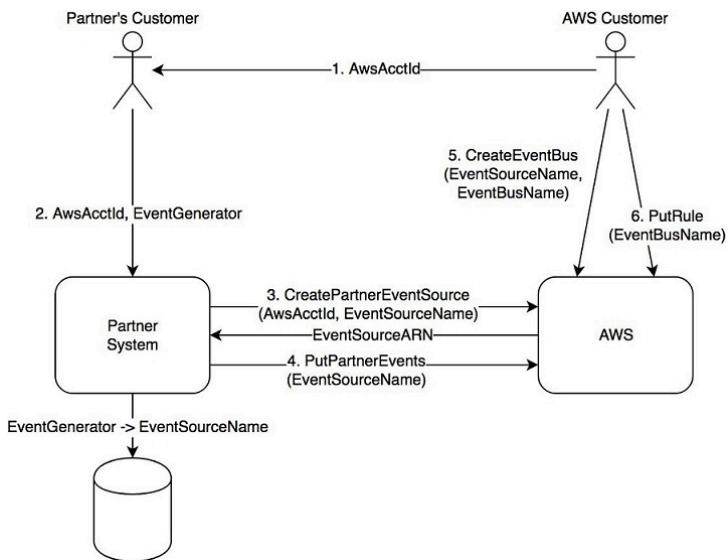 Partner's Customer
AWS Customer
1. AwsAcctId
5. CreateEventBus
(EventSourceName,
EventBusName)
2. AwsAcctId, EventGenerator
6. PutRule
(EventBusName)
3. CreatePartnerEventSource
(AwsAcctId, EventSourceName)
Partner
System
EventSourceARN
AWS
4. PutPartnerEvents
(EventSourceName)
EventGenerator -> EventSourceName